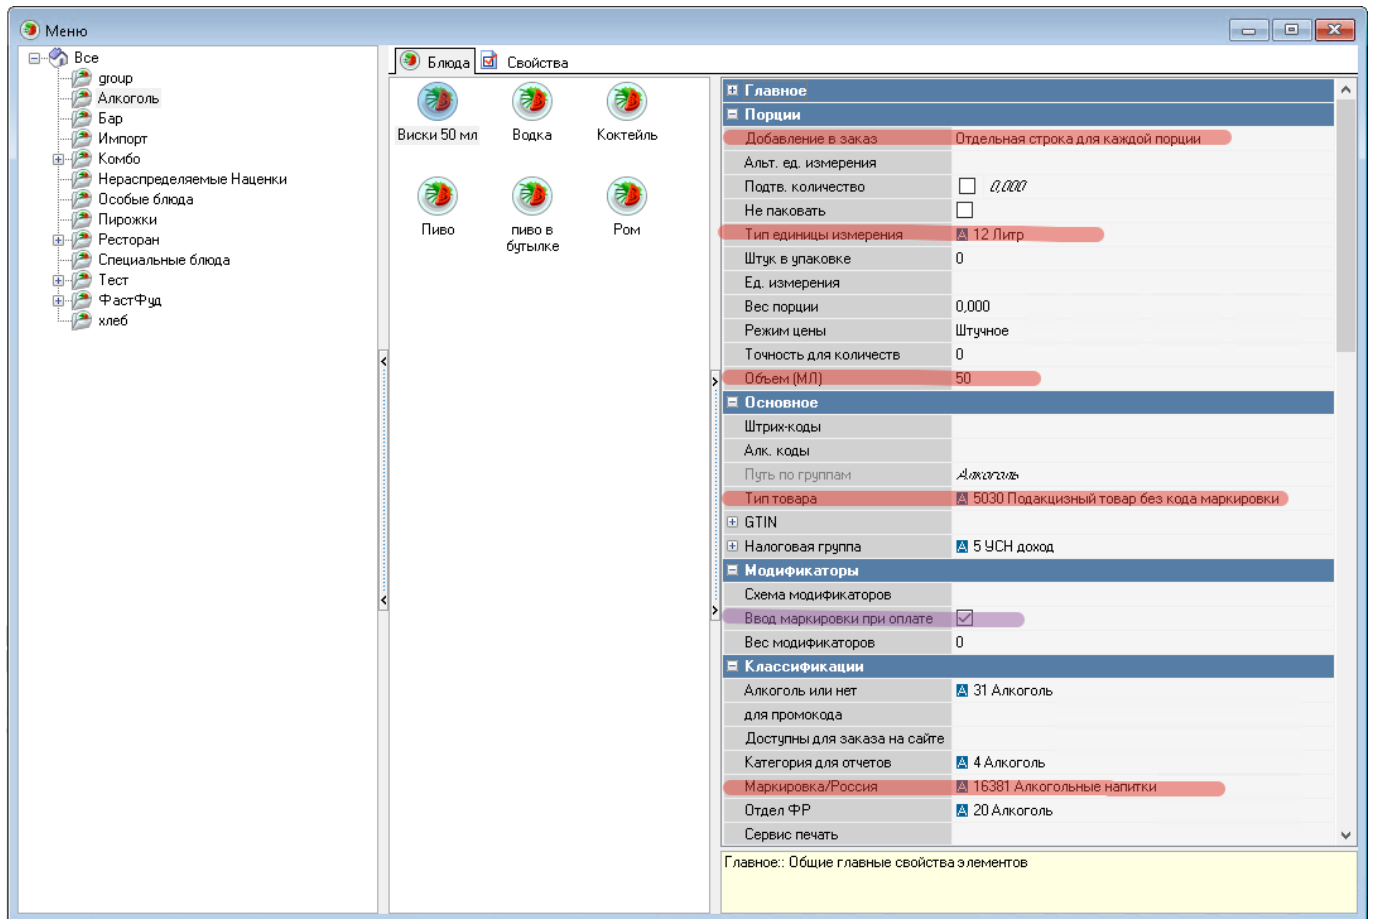 Меню
Все
group
Алкоголь
Бар
Импорт
Комбо
Нераспределяемые Наценки
Особые блюда
Пирожки
Ресторан
Специальные блюда
Тест
ФастФуд
хлеб
Блюда Свойства
Виски 50 мл Водка Коктейль
Пиво пиво в бутылке Ром
Главное
Порции
Добавление в заказ Отдельная строка для каждой порции
Альт. ед. измерения
Подтв. количество 0,000
Не паковать
Тип единицы измерения A 12 Литр
Штук в упаковке 0
Ед. измерения
Вес порции 0,000
Режим цены Штучное
Точность для количеств 0
Объем (МЛ) 50
Основное
Штрих-коды
Алк. коды
Путь по группам Алкоголь
Тип товара A 5030 Подакцизный товар без кода маркировки
GTIN
Налоговая группа A 5 УСН доход
Модификаторы
Схема модификаторов
Ввод маркировки при оплате
Вес модификаторов 0
Классификации
Алкоголь или нет A 31 Алкоголь
для промокода
Доступны для заказа на сайте
Категория для отчетов A 4 Алкоголь
Маркировка/Россия A 16381 Алкогольные напитки
Отдел ФР A 20 Алкоголь
Сервис печать
Главное:: Общие главные свойства элементов